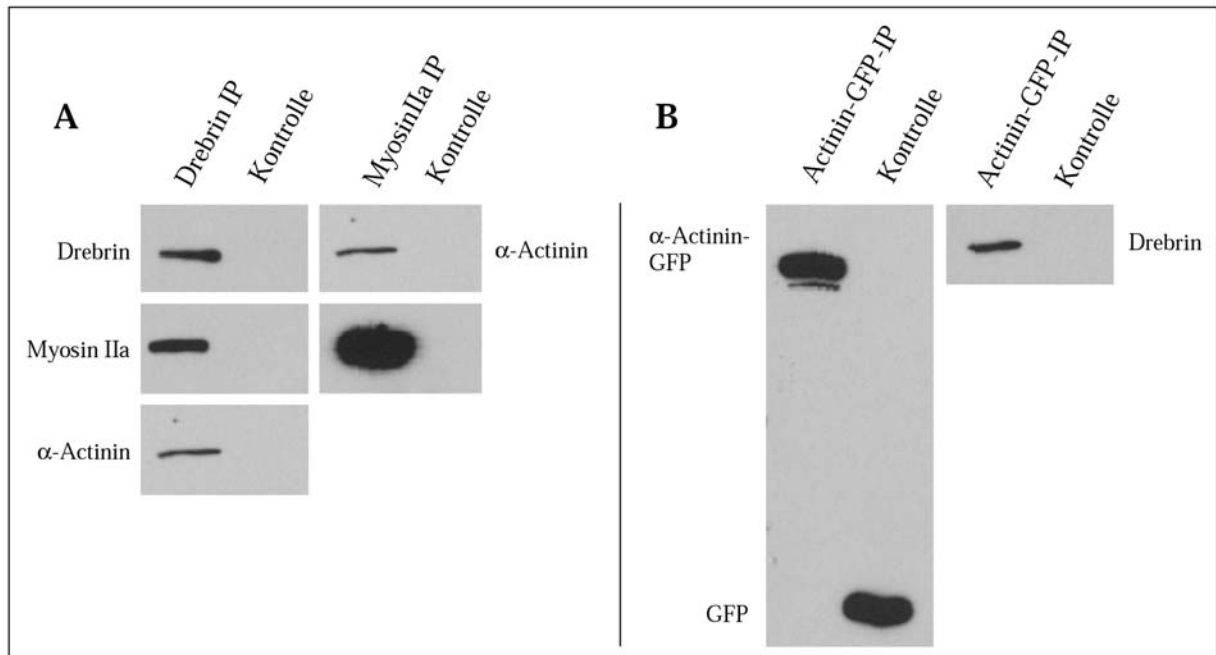 A
Drebrin IP
Kontrolle
MyosinIIa IP
Kontrolle
Drebrin
α-Actinin
Myosin IIa
α-Actinin
B
Actinin-GFP-IP
Kontrolle
Actinin-GFP-IP
Kontrolle
α-Actinin-
GFP
Drebrin
GFP